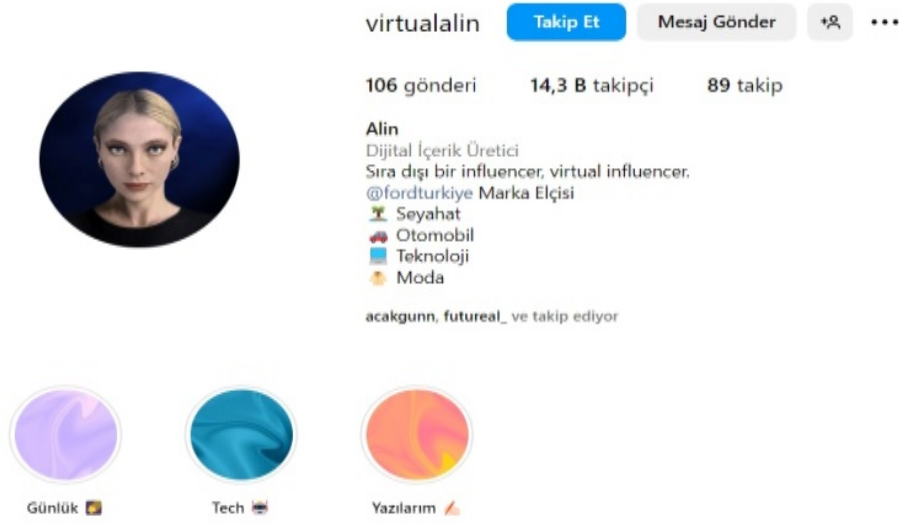 virtualalin Takip Et Mesaj Gönder
106 gönderi 14,3 B takipçi 89 takip
Alin
Dijital İçerik Üretici
Sıra dışı bir influencer, virtual influencer.
@fordturkiye Marka Elçisi
🏝️ Seyahat
🚗 Otomobil
💻 Teknoloji
👚 Moda
acakgunn, futureal_ ve takip ediyor
Günlük Tech Yazılarım